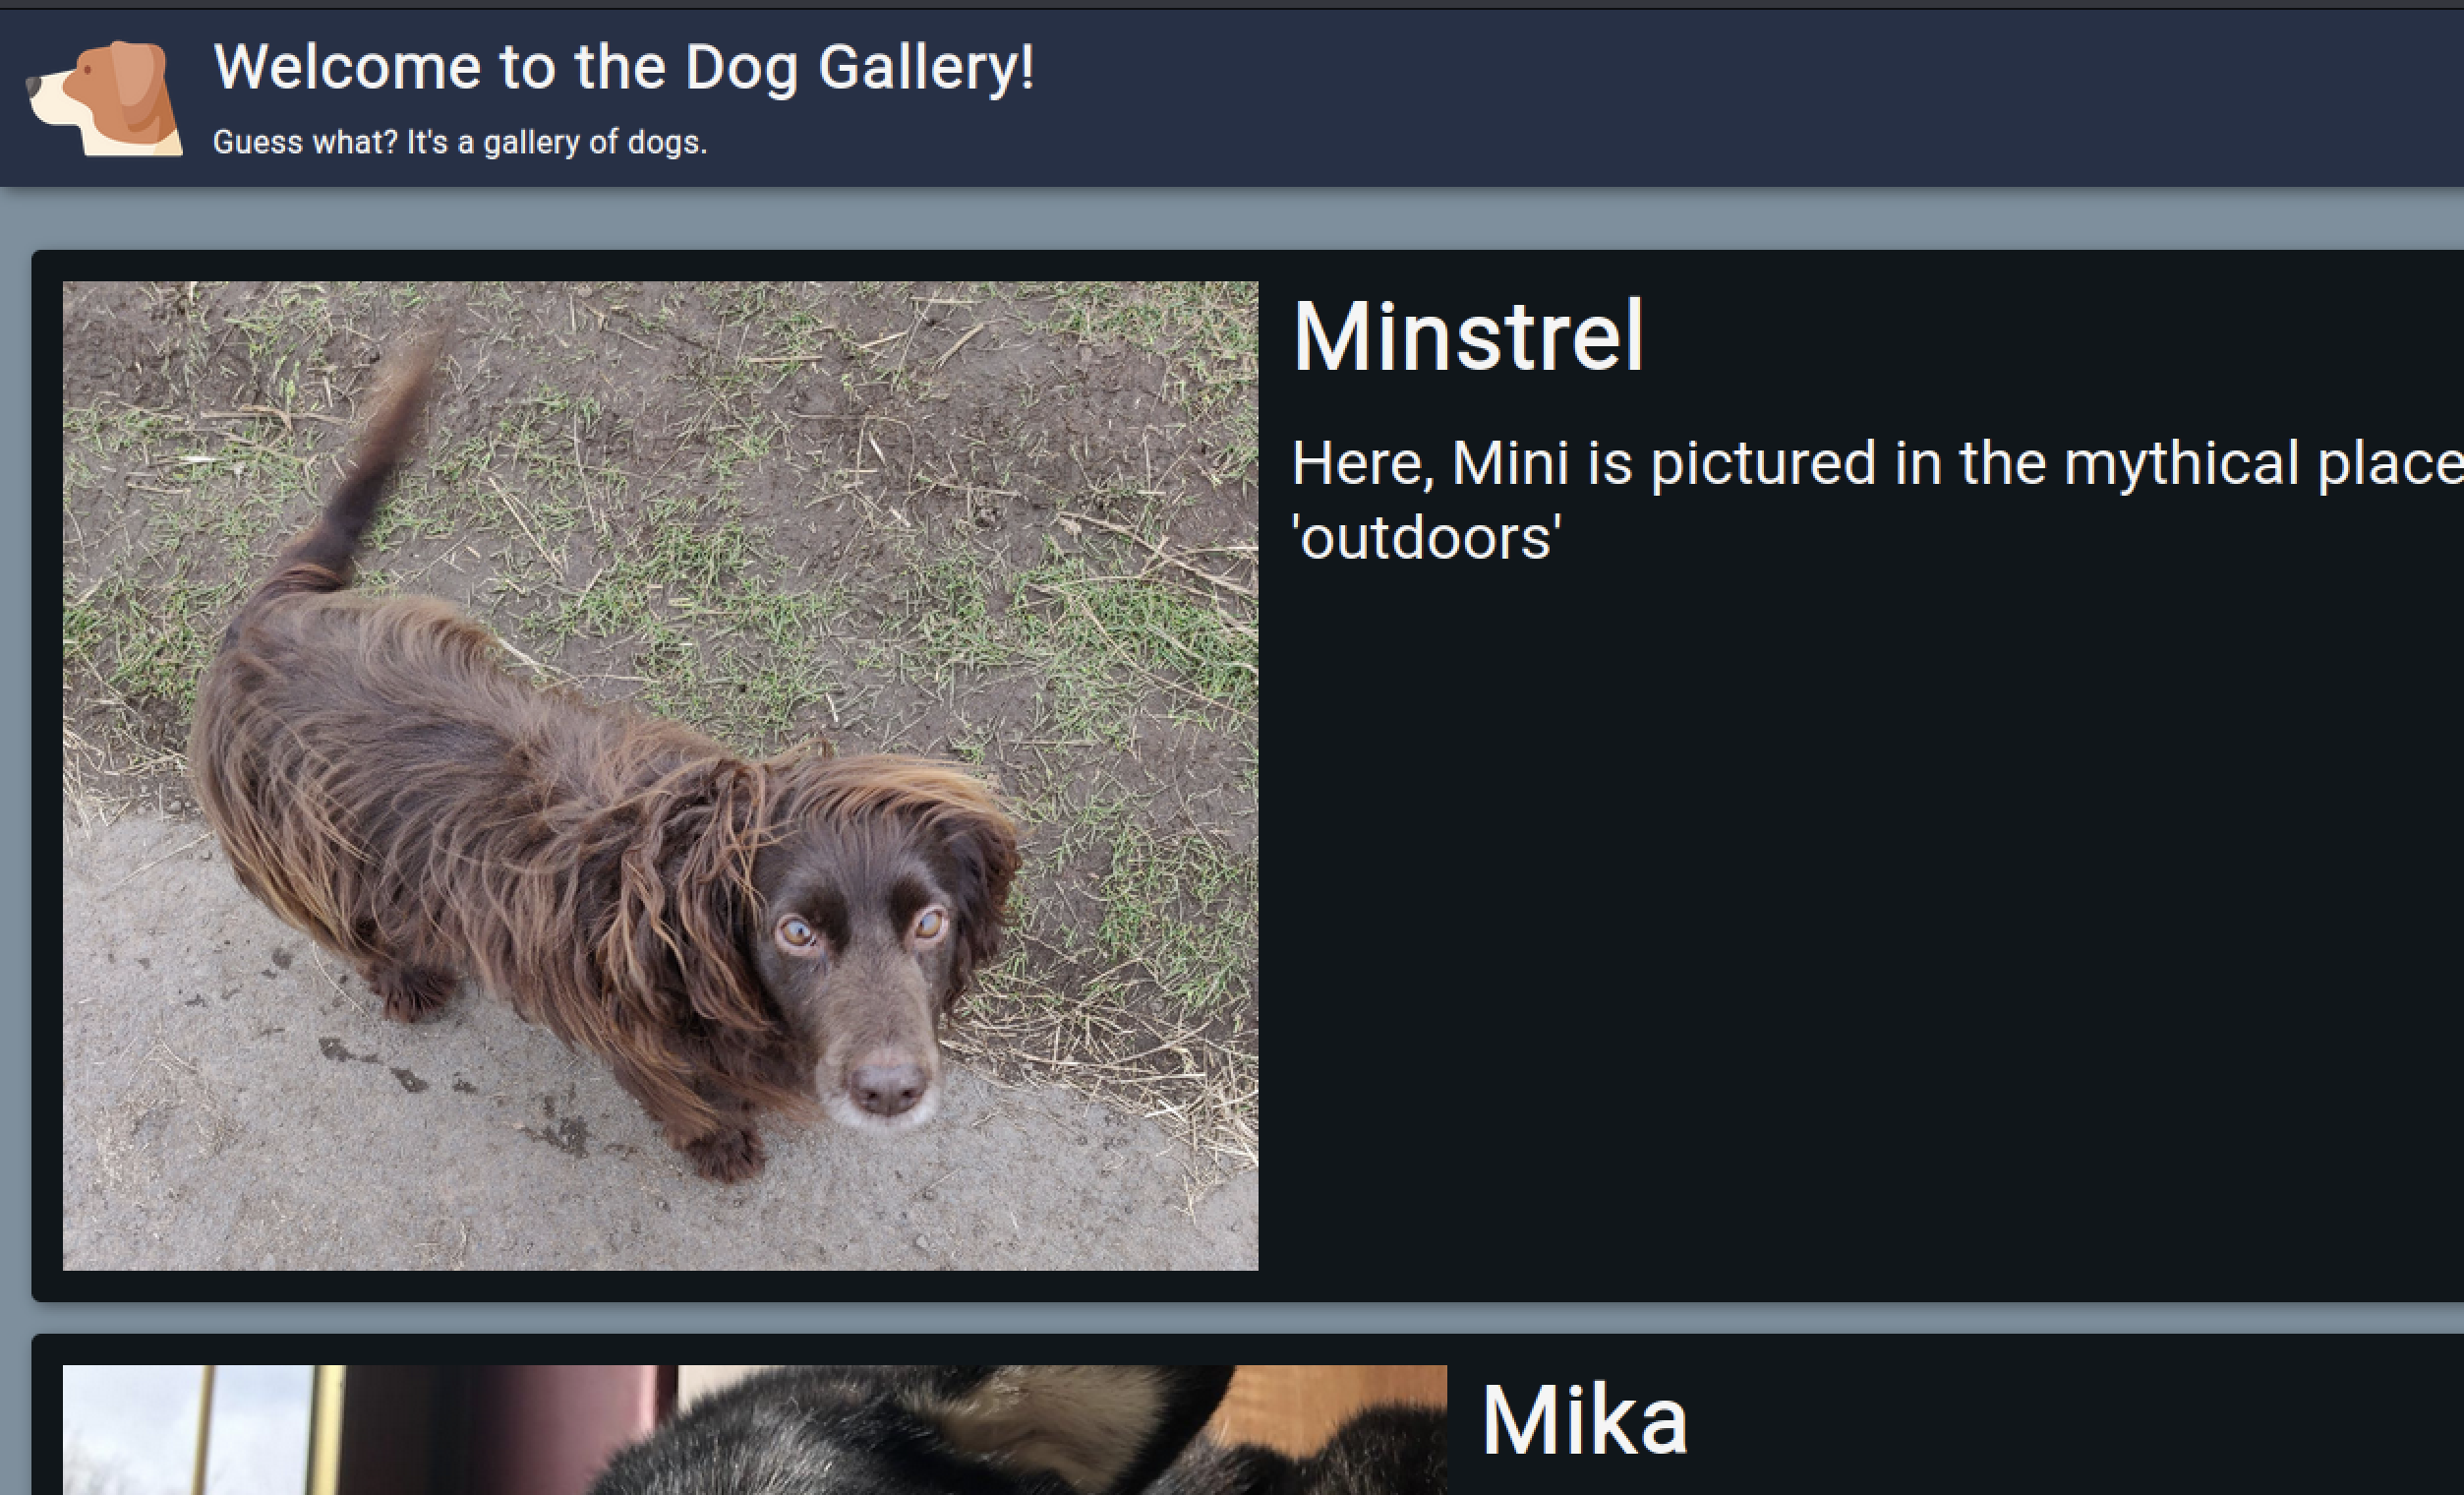 Welcome to the Dog Gallery!
Guess what? It's a gallery of dogs.
Minstrel
Here, Mini is pictured in the mythical place
'outdoors'
Mika